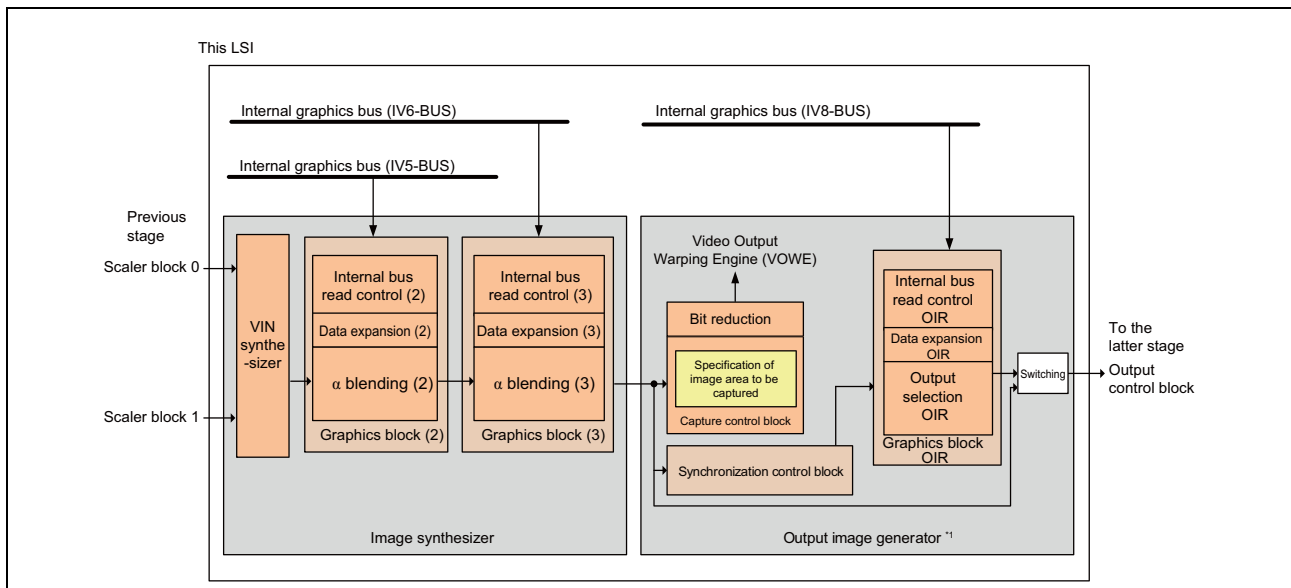 This LSI
Internal graphics bus (IV6-BUS)
Internal graphics bus (IV8-BUS)
Internal graphics bus (IV5-BUS)
Previous
stage
Scaler block 0
Scaler block 1
VIN
synthe
-sizer
Internal bus
read control (2)
Data expansion (2)
α blending (2)
Graphics block (2)
Internal bus
read control (3)
Data expansion (3)
α blending (3)
Graphics block (3)
Image synthesizer
Video Output
Warping Engine (VOWE)
Bit reduction
Specification of
image area to be
captured
Capture control block
Synchronization control block
Internal bus
read control
OIR
Data expansion
OIR
Output
selection
OIR
Graphics block
OIR
Switching
Output image generator *1
To the
latter stage
Output
control block